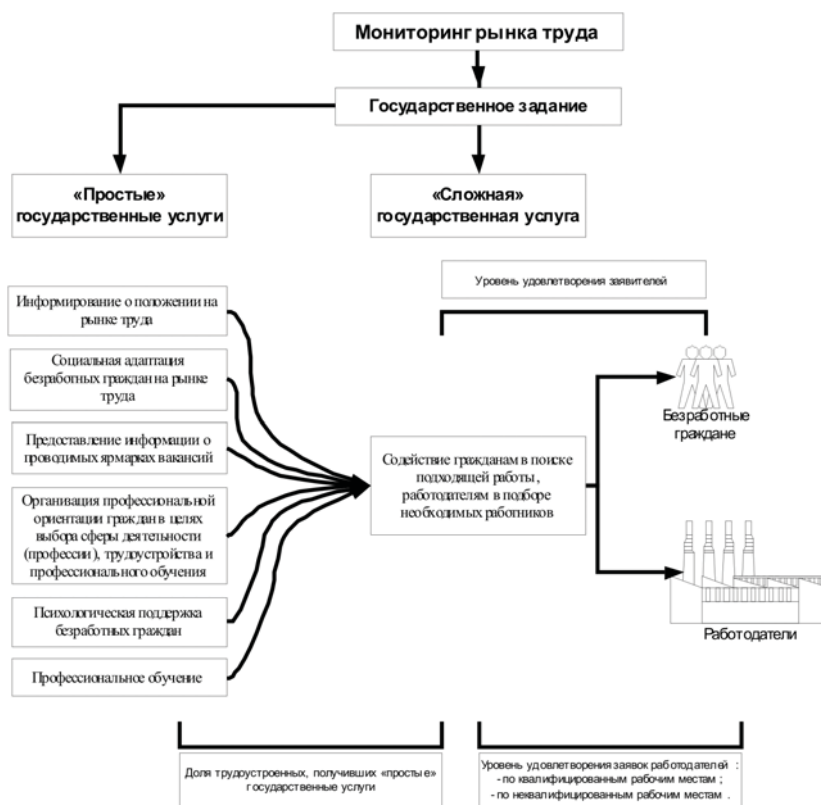 Мониторинг рынка труда
Государственное задание
«Простые»
государственные услуги
«Сложная»
государственная услуга
Уровень удовлетворения заявителей
Информирование о положении на
рынке труда
Социальная адаптация
безработных граждан на рынке
труда
Предоставление информации о
проводимых ярмарках вакансий
Организация профессиональной
ориентации граждан в целях
выбора сферы деятельности
(профессии), трудоустройства и
профессионального обучения
Психологическая поддержка
безработных граждан
Профессиональное обучение
Содействие гражданам в поиске
подходящей работы ,
работодателям в подборе
необходимых работников
Безработные
граждане
Работодатели
Доля трудоустроенных, получивших «простые»
государственные услуги
Уровень удовлетворения заявок работодателей :
- по квалифицированным рабочим местам ;
- по неквалифицированным рабочим местам .